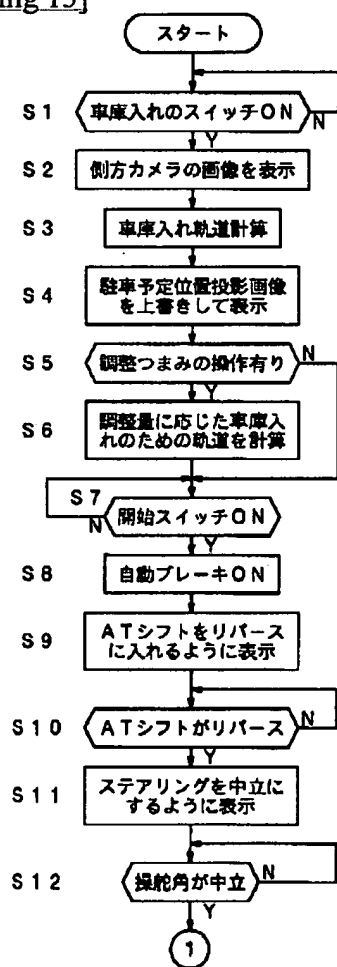 ng 15]
スタート
S1 車庫入れのスイッチON N
Y
S2 側方カメラの画像を表示
S3 車庫入れ軌道計算
S4 駐車予定位置投影画像
を上書きして表示
S5 調整つまみの操作有り N
Y
S6 調整量に応じた車庫入
れのための軌道を計算
S7 開始スイッチON
N
Y
S8 自動ブレーキON
S9 ATシフトをリバース
に入れるように表示
S10 ATシフトがリバース N
Y
S11 ステアリングを中立に
するように表示
S12 操舵角が中立 N
Y
1